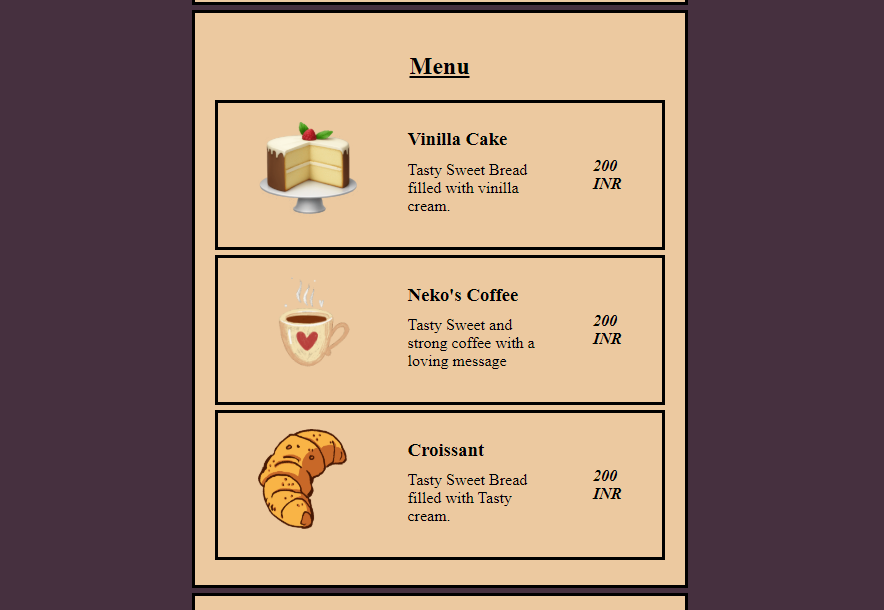 Menu
Vinilla Cake
Tasty Sweet Bread
filled with vinilla
cream.
200
INR
Neko's Coffee
Tasty Sweet and
strong coffee with a
loving message
200
INR
Croissant
Tasty Sweet Bread
filled with Tasty
cream.
200
INR